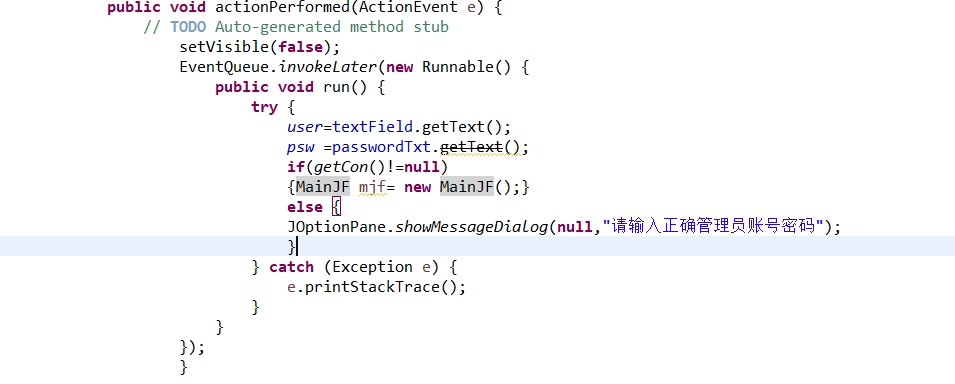 public void actionPerformed(ActionEvent e) {
// TODO Auto-generated method stub
setVisible(false);
EventQueue.invokeLater(new Runnable() {
public void run() {
try {
user=textField.getText();
psw =passwordTxt.getText();
if(getCon()!=null)
{MainJF mjf= new MainJF();}
else {
JOptionPane.showMessageDialog(null,"请输入正确管理员账号密码");
}
} catch (Exception e) {
e.printStackTrace();
}
}
});
}